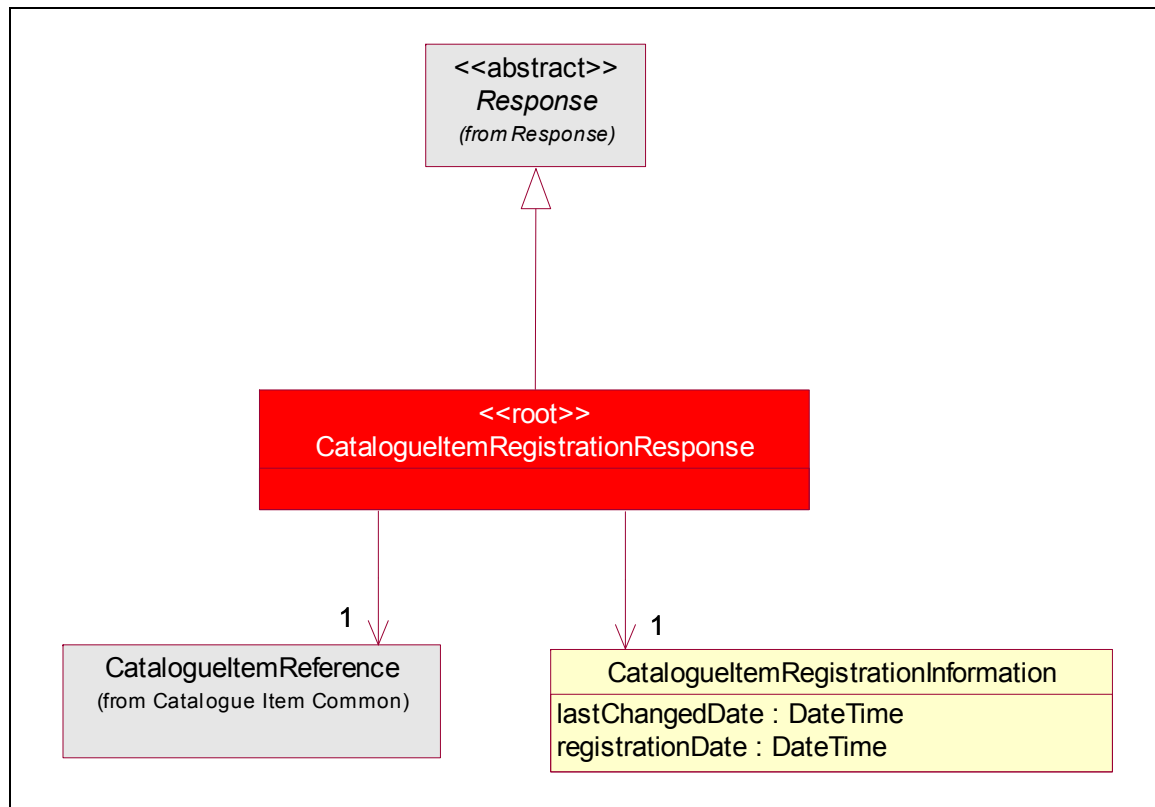 <<abstract>>
Response
(from Response)
<<root>>
CatalogueItemRegistrationResponse
1
1
CatalogueItemReference
(from Catalogue Item Common)
CatalogueItemRegistrationInformation
lastChangedDate : DateTime
registrationDate : DateTime